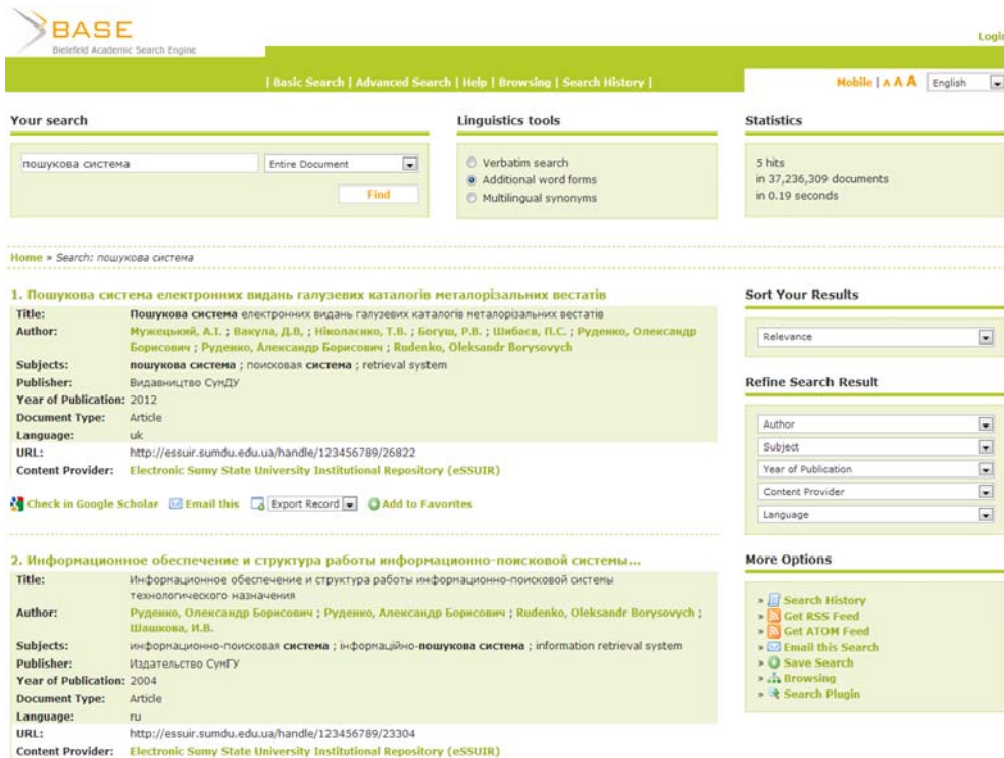 BASE
Bielefeld Academic Search Engine
Login
| Basic Search | Advanced Search | Help | Browsing | Search History |
Mobile | A A A English
Your search
пошукова система Entire Document
Find
Linguistics tools
Verbatim search
Additional word forms
Multilingual synonyms
Statistics
5 hits
in 37,236,309 documents
in 0.19 seconds
Home » Search: пошукова система
1. Пошукова система електронних видань галузевих каталогів металорізальних вестатів
Title: Пошукова система електронних видань галузевих каталогів металорізальних вестатів
Author: Мужецький, А.І. ; Вакула, Д.В. ; Ніколаєнко, Т.В. ; Богуш, Р.В. ; Шибаєв, П.С. ; Руденко, Олександр
Борисович ; Руденко, Александр Борисович ; Rudenko, Oleksandr Borysovych
Subjects: пошукова система ; поисковая система ; retrieval system
Publisher: Видавництво СумДУ
Year of Publication: 2012
Document Type: Article
Language: uk
URL: http://essuir.sumdu.edu.ua/handle/123456789/26822
Content Provider: Electronic Sumy State University Institutional Repository (eSSUIR)
Check in Google Scholar Email this Export Record Add to Favorites
2. Информационное обеспечение и структура работы информационно-поисковой системы...
Title: Информационное обеспечение и структура работы информационно-поисковой системы
технологического назначения
Author: Руденко, Олександр Борисович ; Руденко, Александр Борисович ; Rudenko, Oleksandr Borysovych ;
Шашкова, И.В.
Subjects: информационно-поисковая система ; інформаційно-пошукова система ; information retrieval system
Publisher: Издательство СумГУ
Year of Publication: 2004
Document Type: Article
Language: ru
URL: http://essuir.sumdu.edu.ua/handle/123456789/23304
Content Provider: Electronic Sumy State University Institutional Repository (eSSUIR)
Sort Your Results
Relevance
Refine Search Result
Author
Subject
Year of Publication
Content Provider
Language
More Options
» Search History
» Get RSS Feed
» Get ATOM Feed
» Email this Search
» Save Search
» Browsing
» Search Plugin